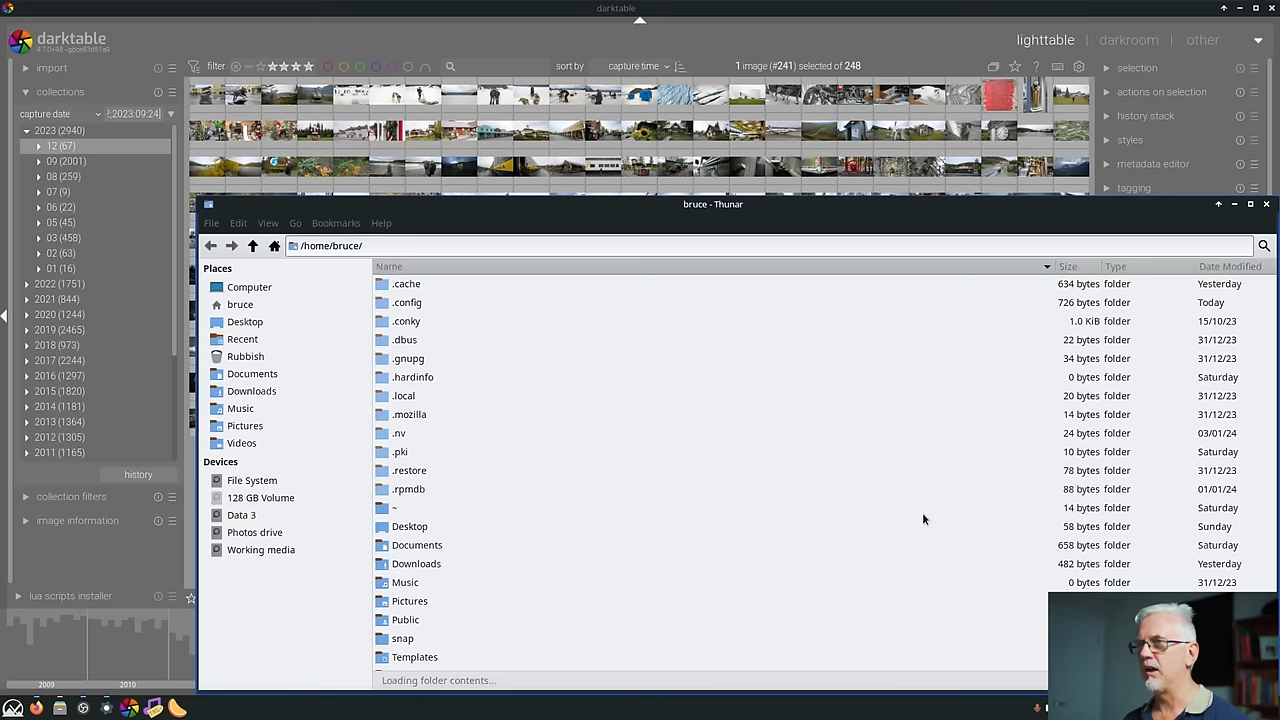 darktable
darktable
4.7.0+98~gbce83d51a9
lighttable
darkroom
other
import
filter
sort by
capture time
1 image (#241) selected of 248
selection
collections
actions on selection
capture date
:2023:09:24]
history stack
2023 (2940)
styles
12 (67)
09 (2001)
metadata editor
08 (259)
07 (9)
tagging
06 (22)
05 (45)
03 (458)
02 (63)
01 (16)
2022 (1751)
2021 (844)
2020 (1244)
2019 (2465)
2018 (973)
2017 (2244)
2016 (1297)
2015 (1820)
2014 (1181)
2013 (1364)
2012 (1305)
2011 (1165)
history
collection filters
image information
lua scripts installer
2009
2010
bruce - Thunar
File Edit View Go Bookmarks Help
/home/bruce/
Places
Computer
bruce
Desktop
Recent
Rubbish
Documents
Downloads
Music
Pictures
Videos
Devices
File System
128 GB Volume
Data 3
Photos drive
Working media
Name Size Type Date Modified
.cache 634 bytes folder Yesterday
.config 726 bytes folder Today
.conky 1.0 KiB folder 15/10/23
.dbus 22 bytes folder 31/12/23
.gnupg 34 bytes folder 31/12/23
.hardinfo 0 bytes folder Saturday
.local 20 bytes folder 31/12/23
.mozilla 14 bytes folder 31/12/23
.nv 24 bytes folder 03/01/24
.pki 10 bytes folder Saturday
.restore 78 bytes folder 31/12/23
.rpmdb 88 bytes folder 01/01/24
~ 14 bytes folder Saturday
Desktop 58 bytes folder Sunday
Documents 658 bytes folder Saturday
Downloads 482 bytes folder Yesterday
Music 0 bytes folder 31/12/23
Pictures
Public
snap
Templates
Loading folder contents...